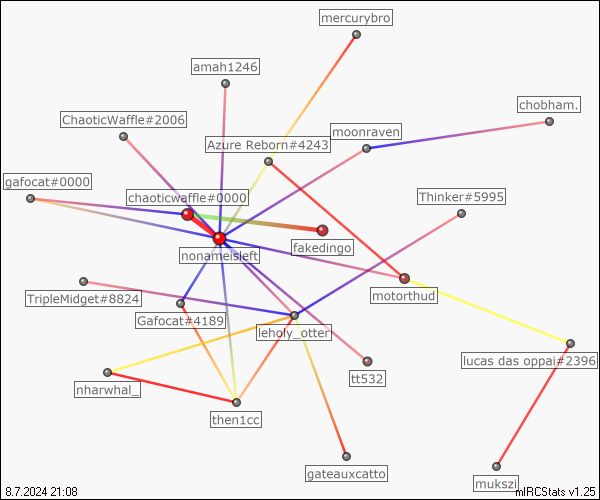 mercurybro
amah1246
chobham.
ChaoticWaffle#2006
moonraven
Azure Reborn#4243
gafocat#0000
chaoticwaffle#0000
Thinker#5995
fakedingo
nonameisleft
motorthud
TripleMidget#8824
Gafocat#4189
leholy_otter
lucas das oppai#2396
tt532
nharwhal_
then1cc
gateauxcatto
mukszi
8.7.2024 21:08
mIRCStats v1.25